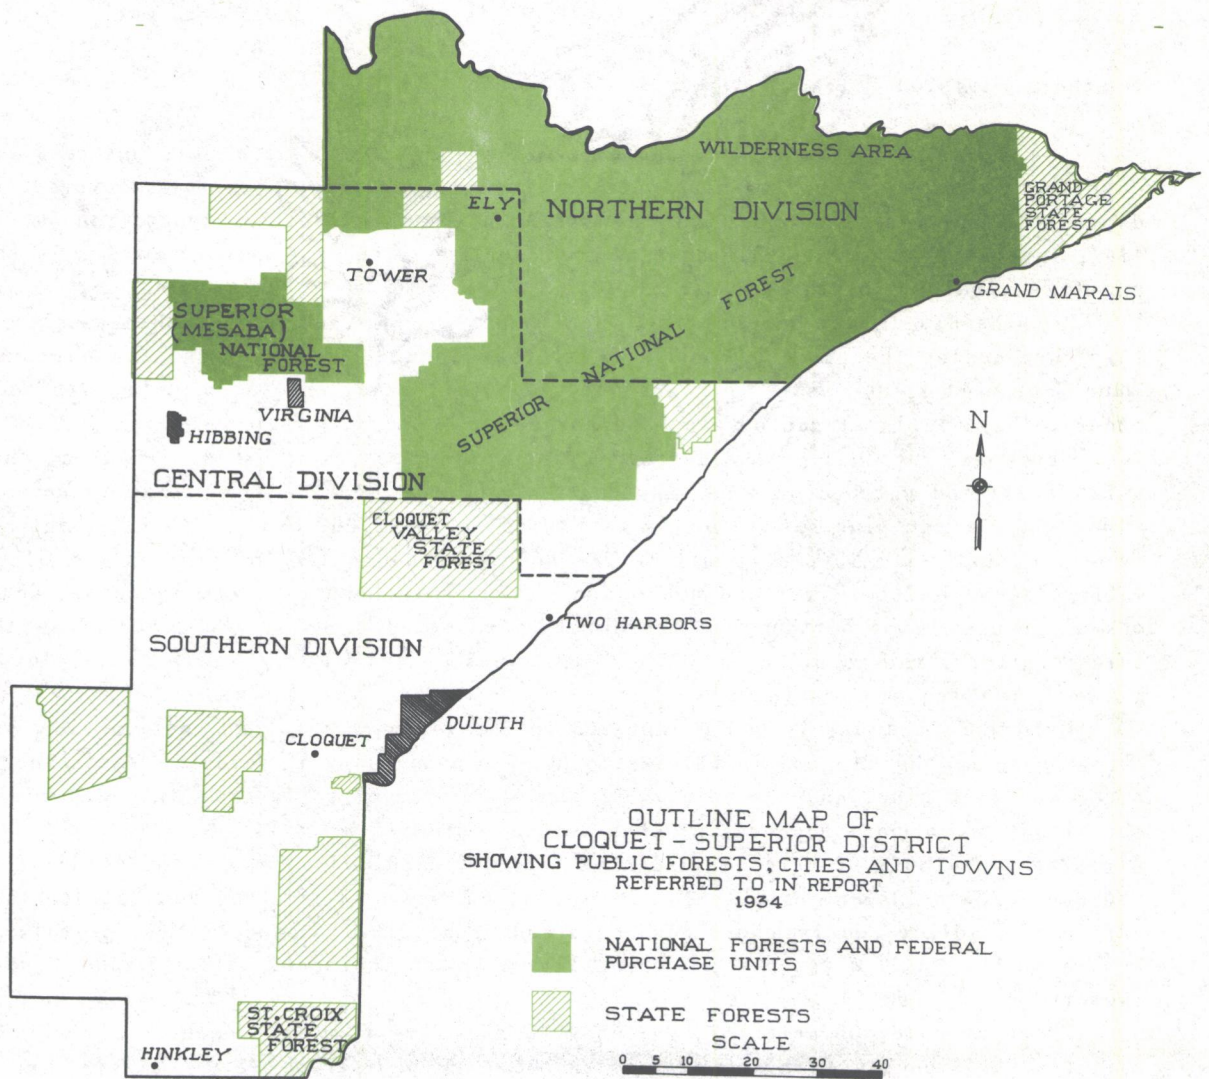 WILDERNESS AREA
ELY
NORTHERN DIVISION
GRAND
PORTAGE
STATE
FOREST
TOWER
GRAND MARAIS
SUPERIOR
(MESABA)
NATIONAL
FOREST
SUPERIOR NATIONAL FOREST
VIRGINIA
HIBBING
N
CENTRAL DIVISION
CLOQUET
VALLEY
STATE
FOREST
TWO HARBORS
SOUTHERN DIVISION
DULUTH
CLOQUET
OUTLINE MAP OF
CLOQUET-SUPERIOR DISTRICT
SHOWING PUBLIC FORESTS, CITIES AND TOWNS
REFERRED TO IN REPORT
1934
NATIONAL FORESTS AND FEDERAL
PURCHASE UNITS
STATE FORESTS
SCALE
0 5 10 20 30 40
ST. CROIX
STATE
FOREST
HINKLEY